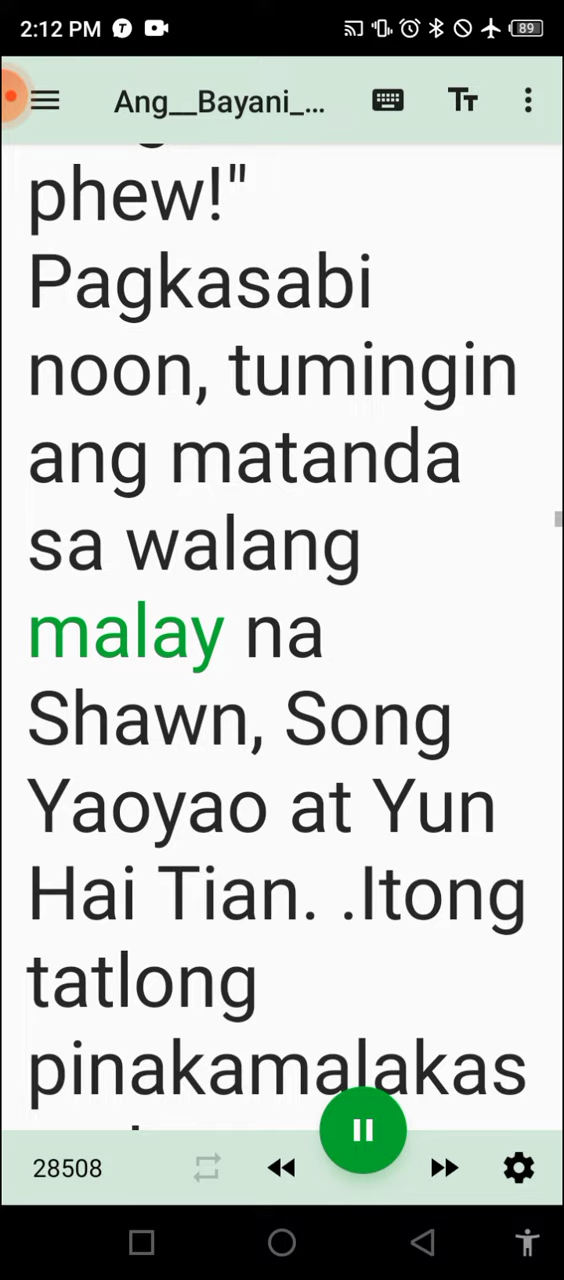 2:12 PM
89
Ang__Bayani_...
phew!"
Pagkasabi
noon, tumingin
ang matanda
sa walang
malay na
Shawn, Song
Yaoyao at Yun
Hai Tian. .Itong
tatlong
pinakamalakas
28508